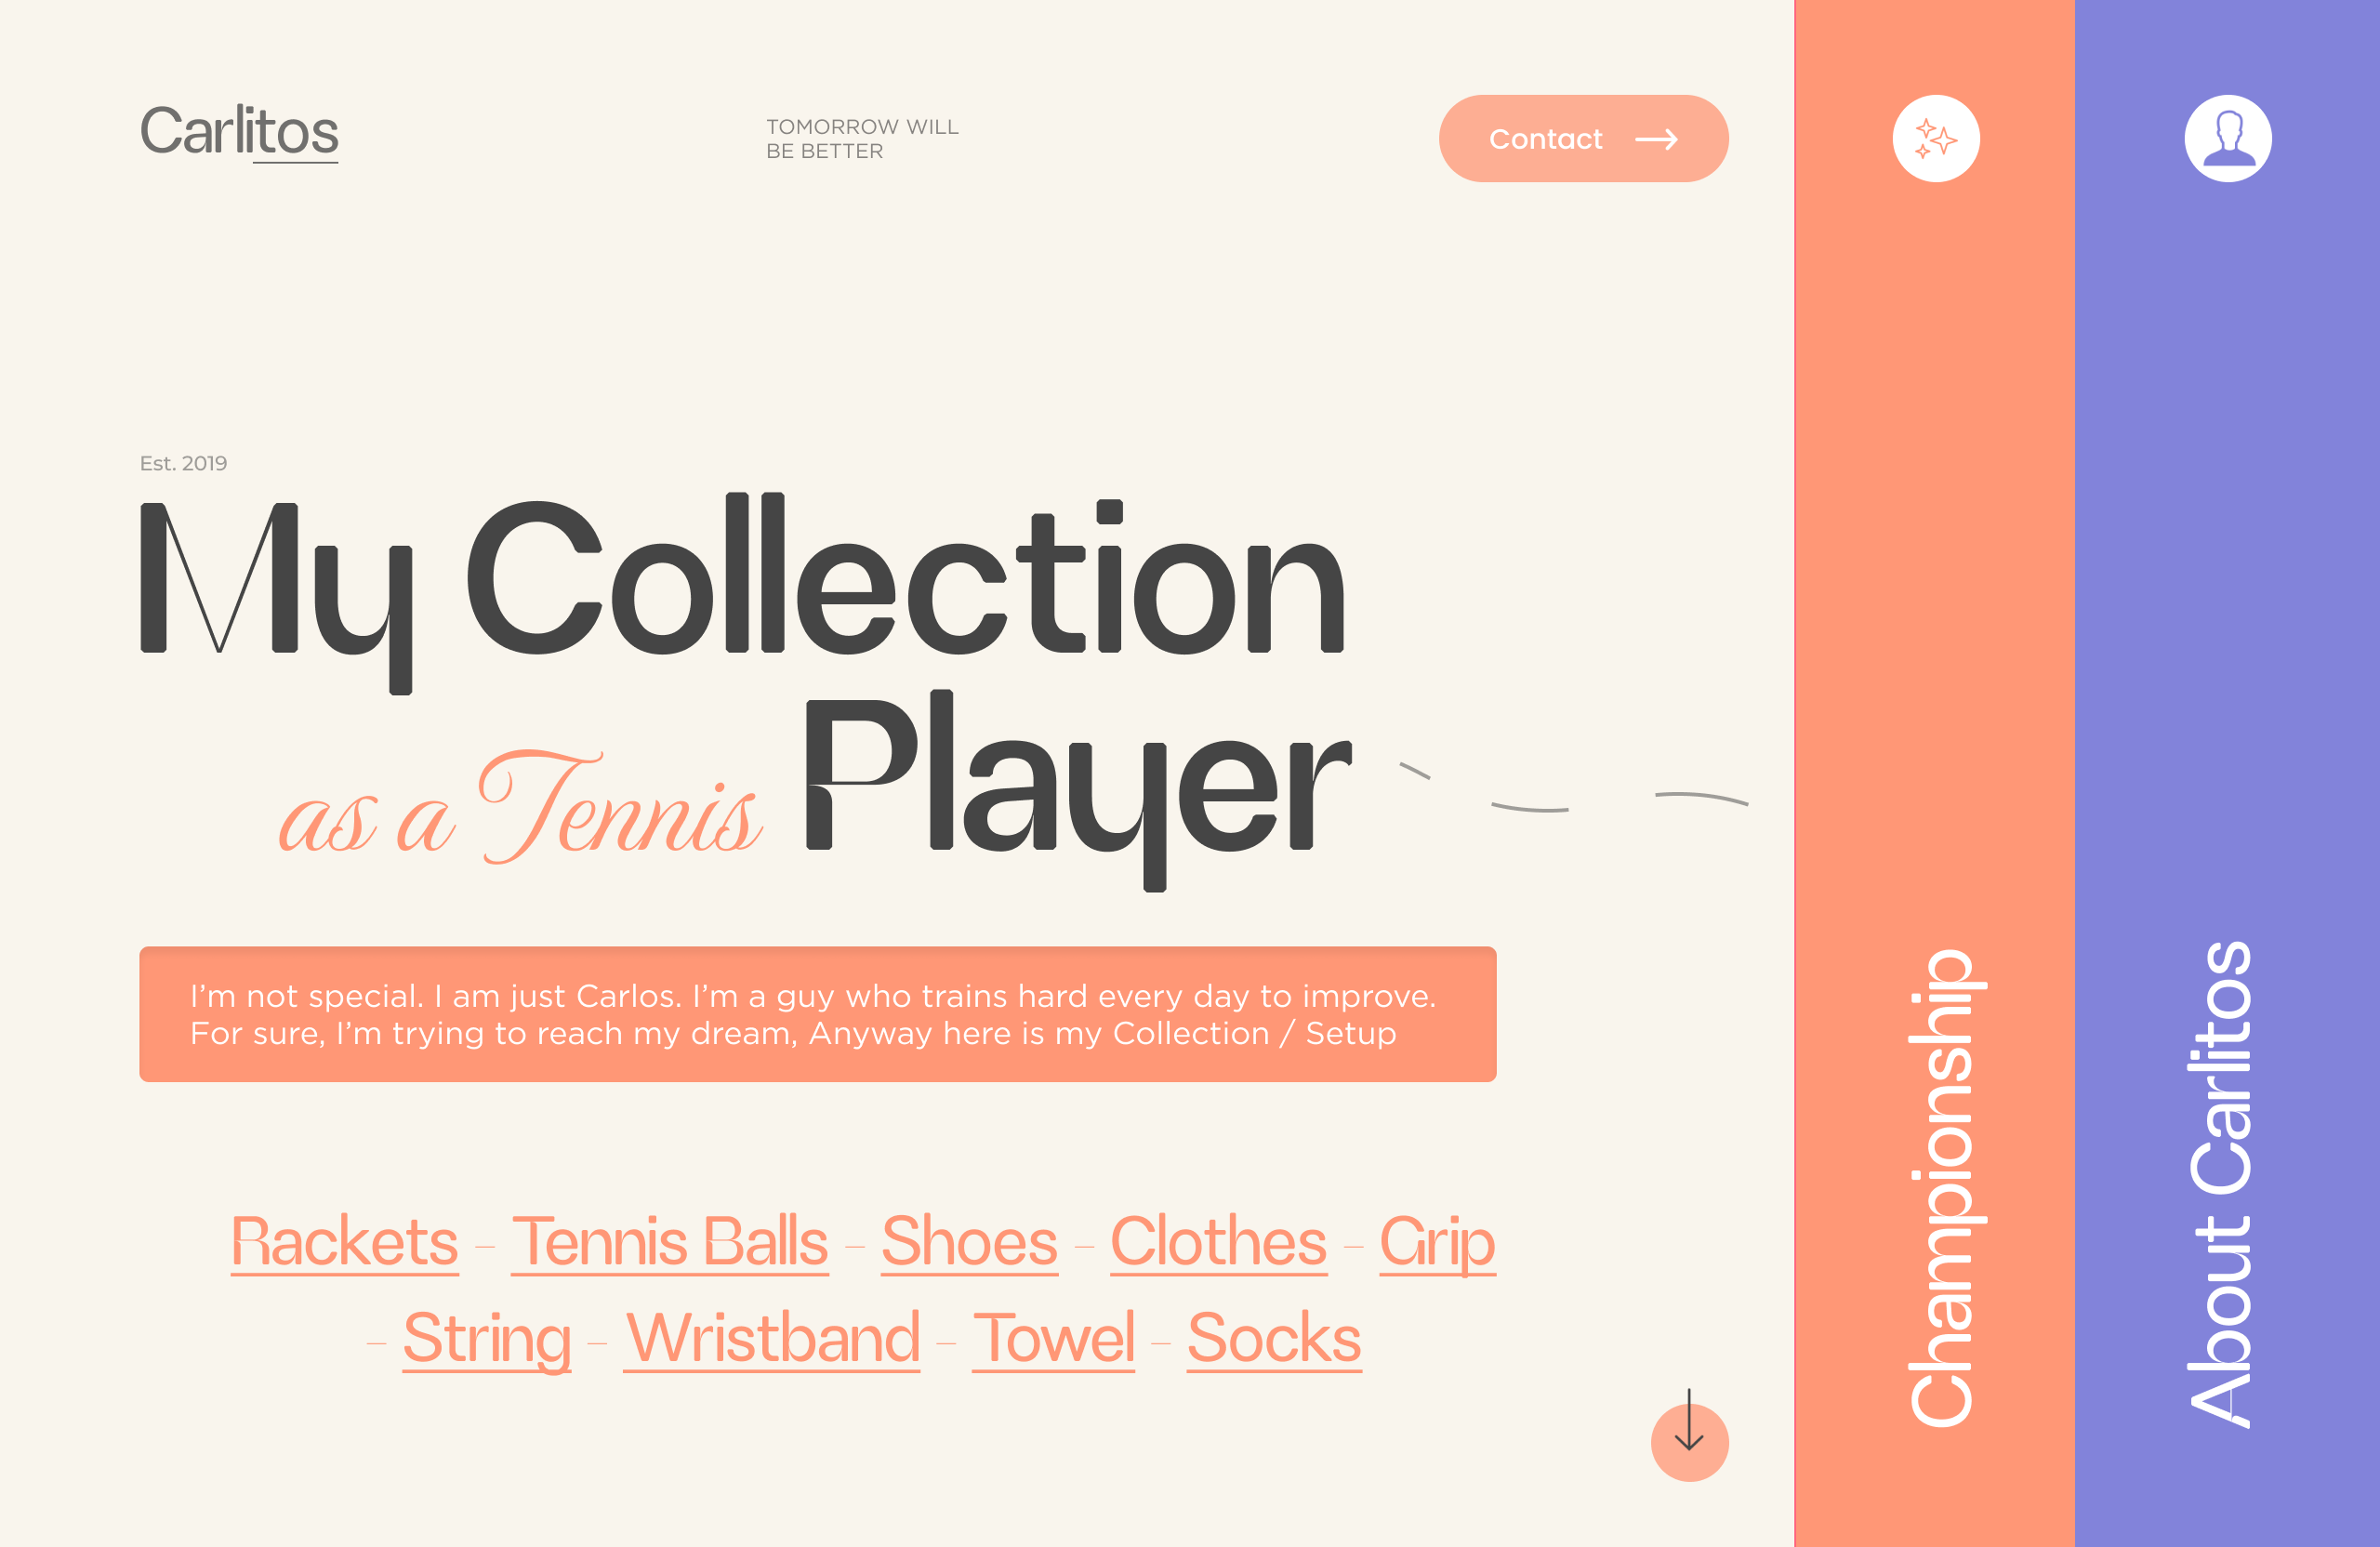 Carlitos
TOMORROW WILL
BE BETTER
Contact
Est. 2019
My Collection
as a Tennis Player
I’m not special. I am just Carlos. I’m a guy who trains hard every day to improve.
For sure, I’m trying to reach my dream, Anyway here is my Collection / Setup
Rackets – Tennis Balls – Shoes – Clothes – Grip
– String – Wristband – Towel – Socks
Championship
About Carlitos